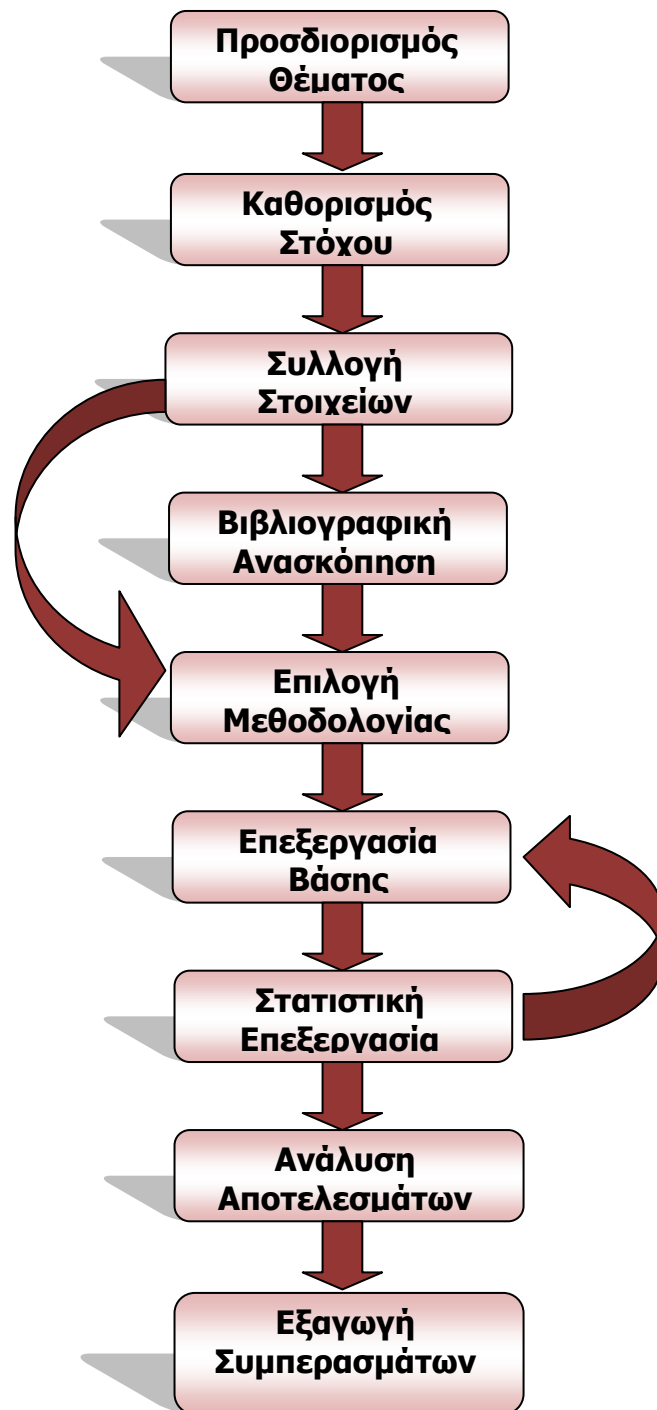 Προσδιορισμός
Θέματος
Καθορισμός
Στόχου
Συλλογή
Στοιχείων
Βιβλιογραφική
Ανασκόπηση
Επιλογή
Μεθοδολογίας
Επεξεργασία
Βάσης
Στατιστική
Επεξεργασία
Ανάλυση
Αποτελεσμάτων
Εξαγωγή
Συμπερασμάτων